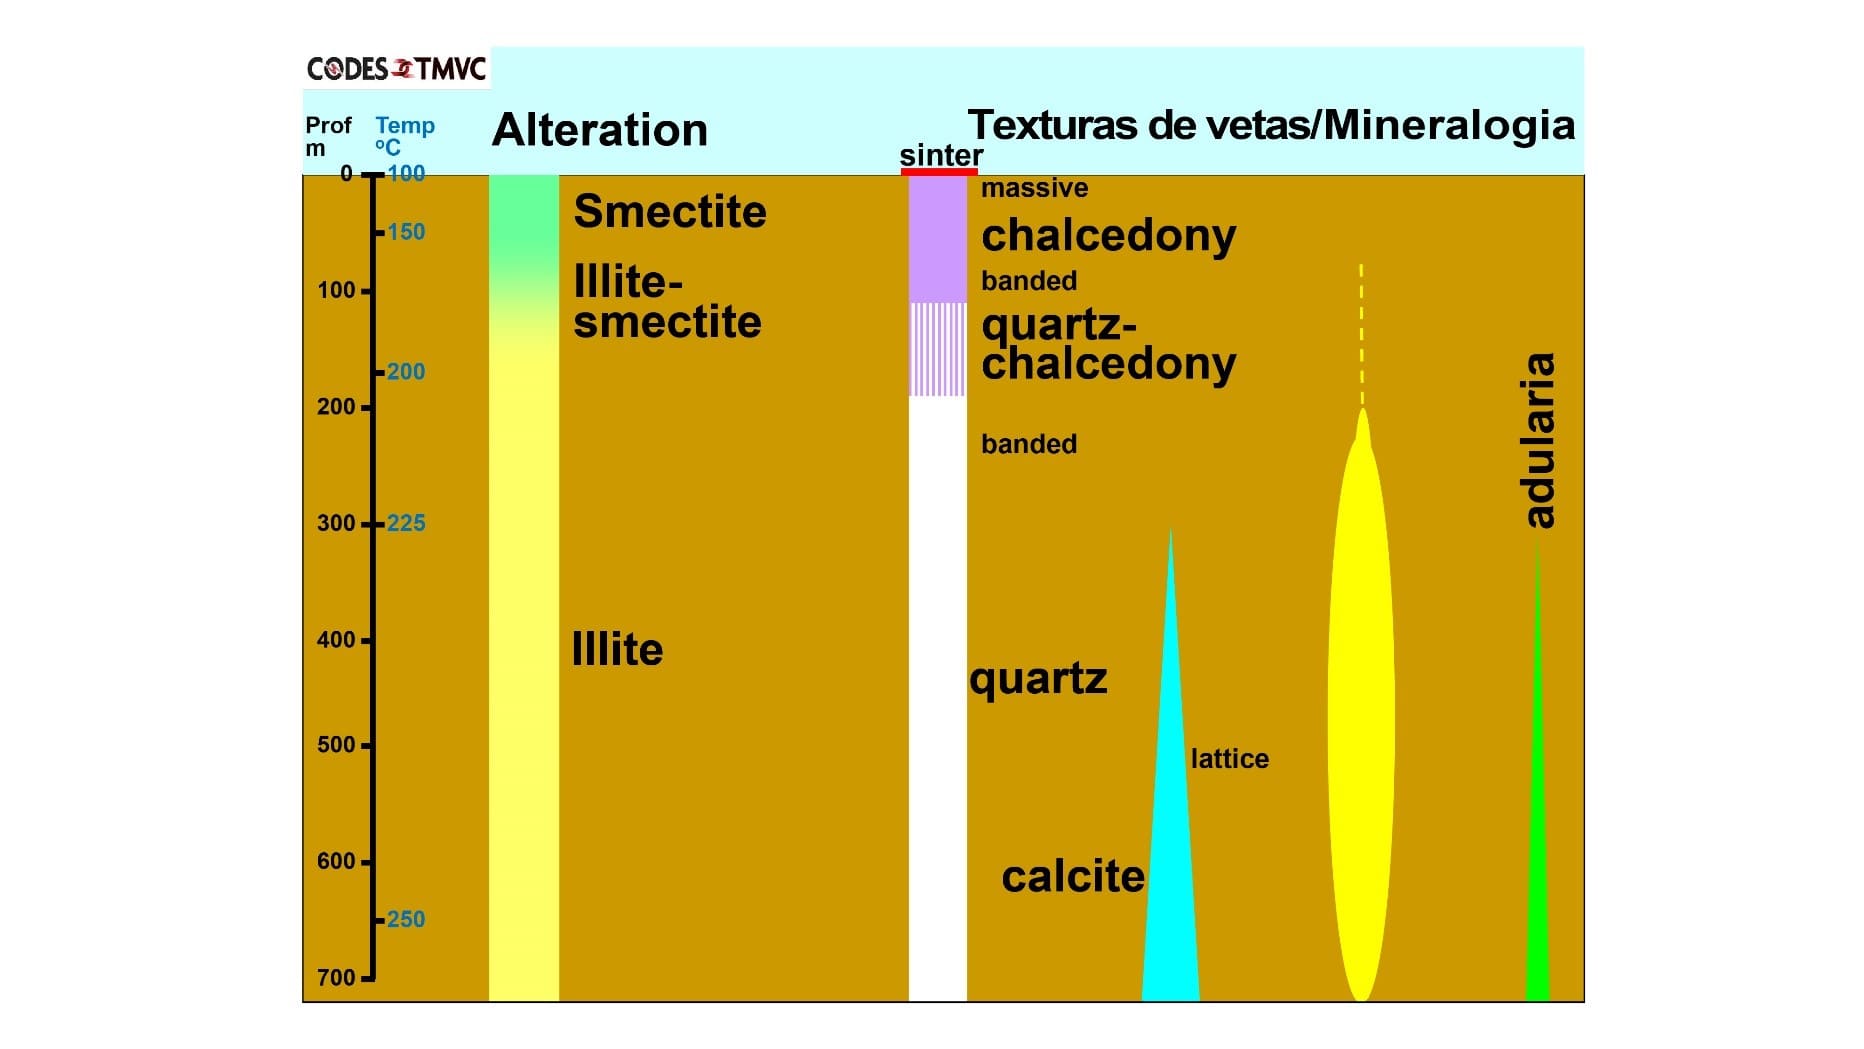 CODES TMVC
Prof
m
Temp
ºC
Alteration
Texturas de vetas/Mineralogia
sinter
0
100
massive
Smectite
150
chalcedony
Illite-
smectite
banded
100
quartz-
chalcedony
200
200
adularia
banded
300
225
400
Illite
quartz
500
lattice
600
calcite
250
700